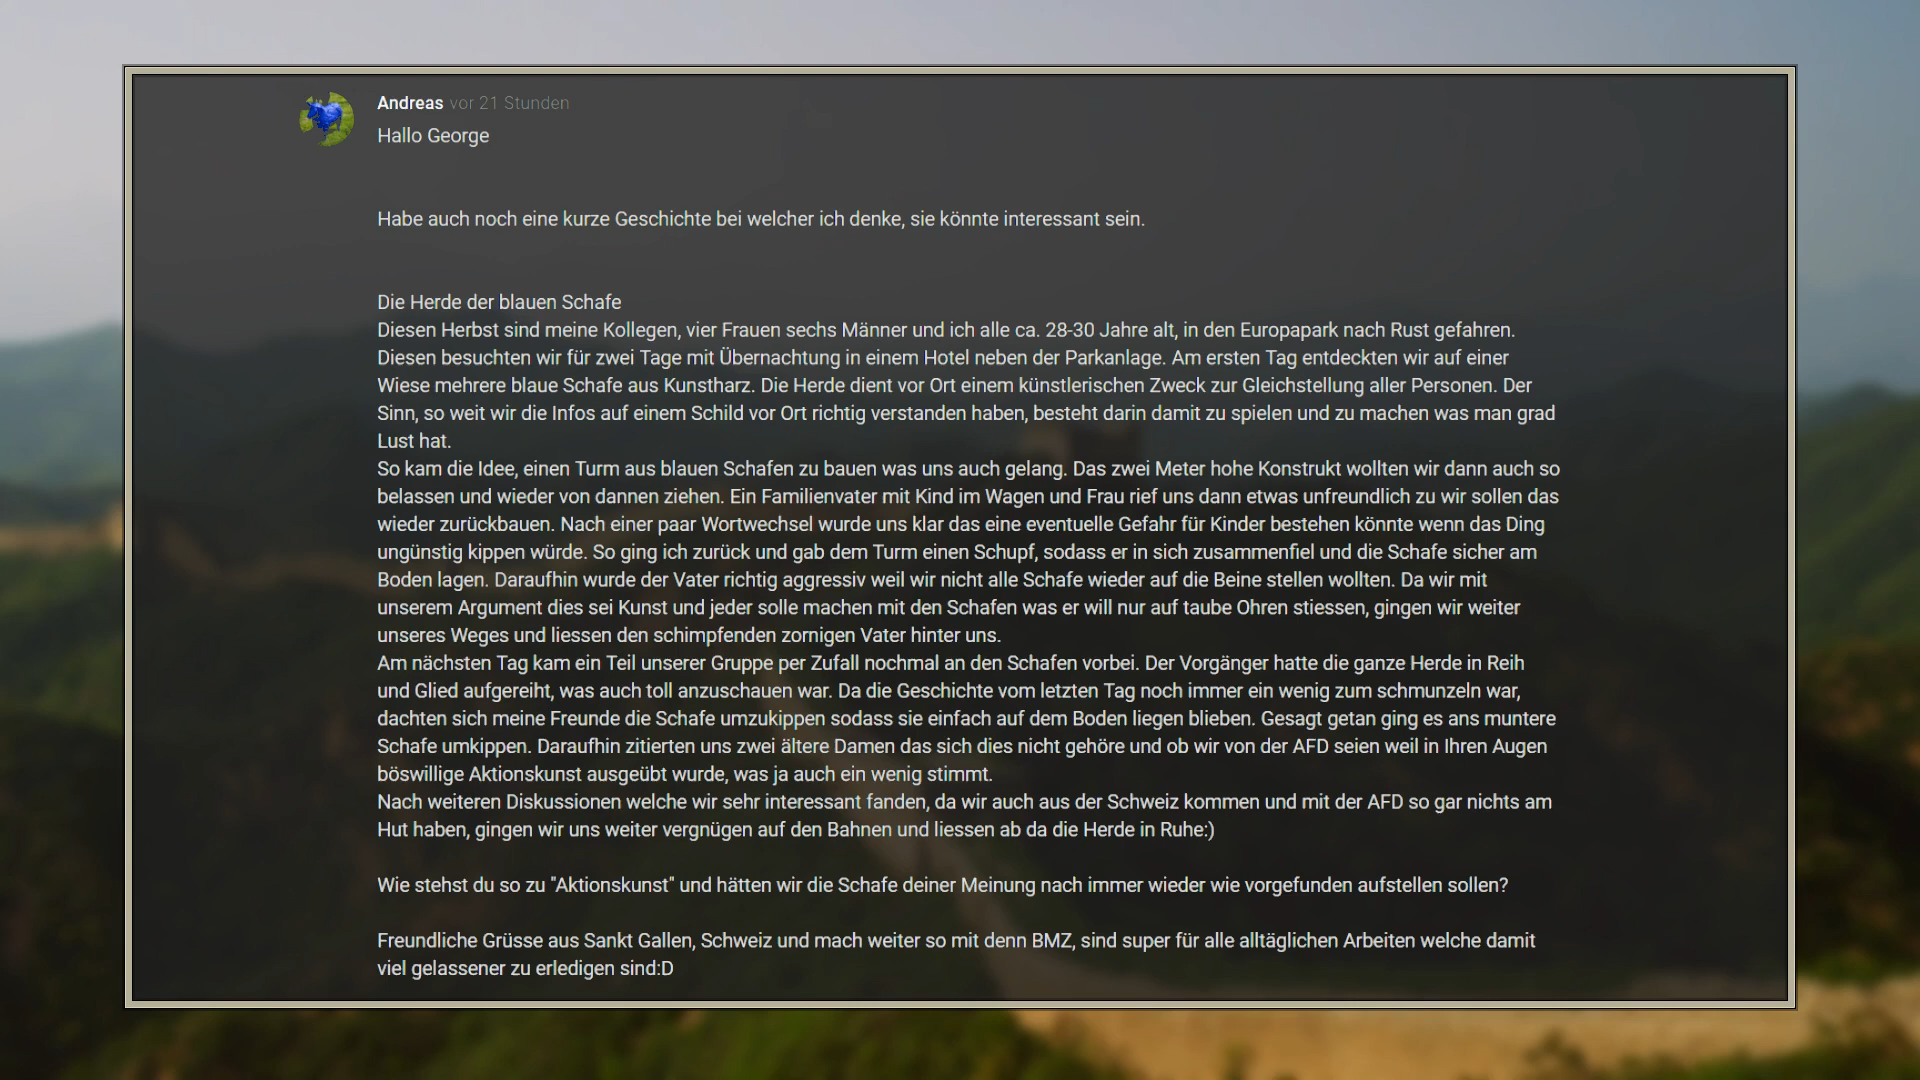 Andreas vor 21 Stunden
Hallo George
Habe auch noch eine kurze Geschichte bei welcher ich denke, sie könnte interessant sein.
Die Herde der blauen Schafe
Diesen Herbst sind meine Kollegen, vier Frauen sechs Männer und ich alle ca. 28-30 Jahre alt, in den Europapark nach Rust gefahren.
Diesen besuchten wir für zwei Tage mit Übernachtung in einem Hotel neben der Parkanlage. Am ersten Tag entdeckten wir auf einer
Wiese mehrere blaue Schafe aus Kunstharz. Die Herde dient vor Ort einem künstlerischen Zweck zur Gleichstellung aller Personen. Der
Sinn, so weit wir die Infos auf einem Schild vor Ort richtig verstanden haben, besteht darin damit zu spielen und zu machen was man grad
Lust hat.
So kam die Idee, einen Turm aus blauen Schafen zu bauen was uns auch gelang. Das zwei Meter hohe Konstrukt wollten wir dann auch so
belassen und wieder von dannen ziehen. Ein Familienvater mit Kind im Wagen und Frau rief uns dann etwas unfreundlich zu wir sollen das
wieder zurückbauen. Nach einer paar Wortwechsel wurde uns klar das eine eventuelle Gefahr für Kinder bestehen könnte wenn das Ding
ungünstig kippen würde. So ging ich zurück und gab dem Turm einen Schupf, sodass er in sich zusammenfiel und die Schafe sicher am
Boden lagen. Daraufhin wurde der Vater richtig aggressiv weil wir nicht alle Schafe wieder auf die Beine stellen wollten. Da wir mit
unserem Argument dies sei Kunst und jeder solle machen mit den Schafen was er will nur auf taube Ohren stiessen, gingen wir weiter
unseres Weges und liessen den schimpfenden zornigen Vater hinter uns.
Am nächsten Tag kam ein Teil unserer Gruppe per Zufall nochmal an den Schafen vorbei. Der Vorgänger hatte die ganze Herde in Reih
und Glied aufgereiht, was auch toll anzuschauen war. Da die Geschichte vom letzten Tag noch immer ein wenig zum schmunzeln war,
dachten sich meine Freunde die Schafe umzukippen sodass sie einfach auf dem Boden liegen blieben. Gesagt getan ging es ans muntere
Schafe umkippen. Daraufhin zitierten uns zwei ältere Damen das sich dies nicht gehöre und ob wir von der AFD seien weil in Ihren Augen
böswillige Aktionskunst ausgeübt wurde, was ja auch ein wenig stimmt.
Nach weiteren Diskussionen welche wir sehr interessant fanden, da wir auch aus der Schweiz kommen und mit der AFD so gar nichts am
Hut haben, gingen wir uns weiter vergnügen auf den Bahnen und liessen ab da die Herde in Ruhe:)
Wie stehst du so zu "Aktionskunst" und hätten wir die Schafe deiner Meinung nach immer wieder wie vorgefunden aufstellen sollen?
Freundliche Grüsse aus Sankt Gallen, Schweiz und mach weiter so mit denn BMZ, sind super für alle alltäglichen Arbeiten welche damit
viel gelassener zu erledigen sind:D